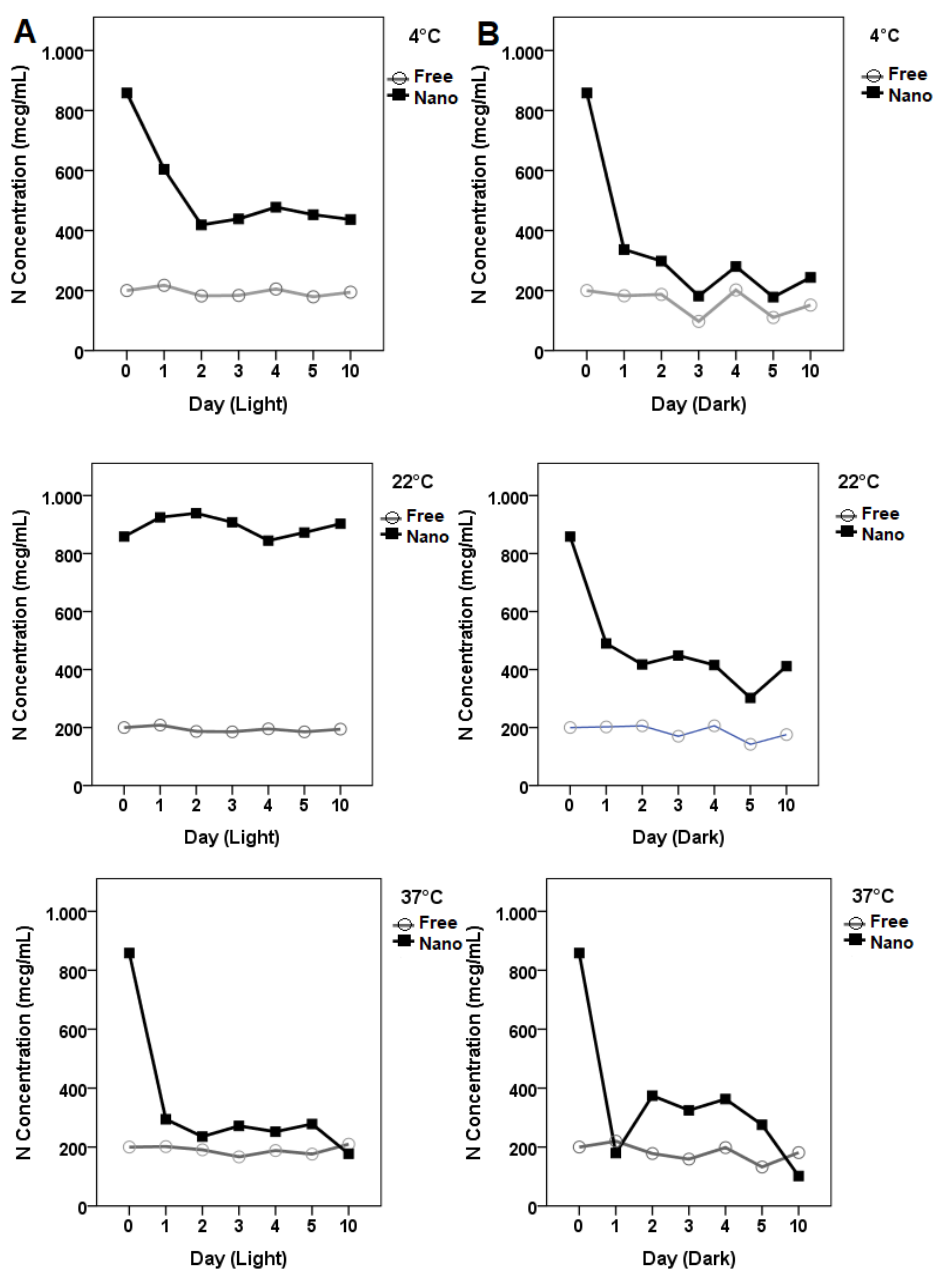 A
4°C
Free
Nano
N Concentration (mcg/mL)
1.000
800
600
400
200
0
0 1 2 3 4 5 10
Day (Light)
B
4°C
Free
Nano
N Concentration (mcg/mL)
1.000
800
600
400
200
0
0 1 2 3 4 5 10
Day (Dark)
22°C
Free
Nano
N Concentration (mcg/mL)
1.000
800
600
400
200
0
0 1 2 3 4 5 10
Day (Light)
22°C
Free
Nano
N Concentration (mcg/mL)
1.000
800
600
400
200
0
0 1 2 3 4 5 10
Day (Dark)
37°C
Free
Nano
N Concentration (mcg/mL)
1.000
800
600
400
200
0
0 1 2 3 4 5 10
Day (Light)
37°C
Free
Nano
N Concentration (mcg/mL)
1.000
800
600
400
200
0
0 1 2 3 4 5 10
Day (Dark)